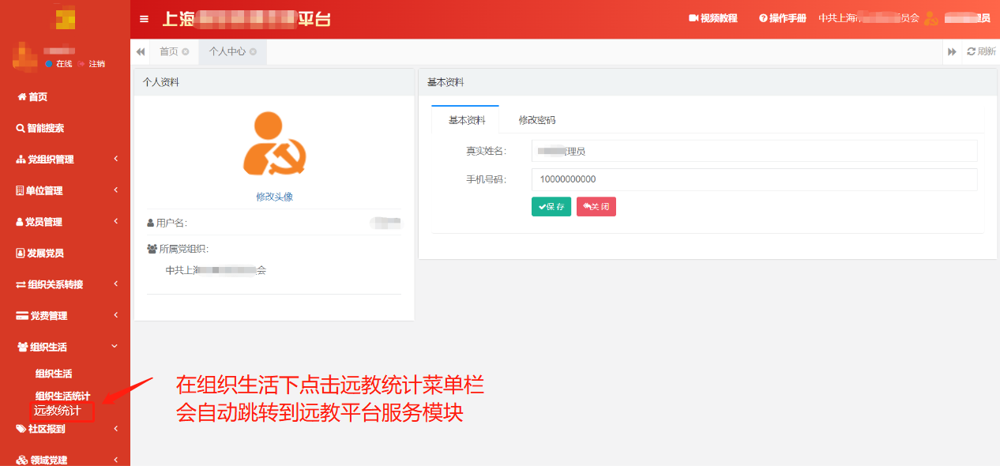 上海
平台
视频教程
操作手册
中共上海市
员会
员
在线
注销
首页
个人中心
刷新
首页
智能搜索
党组织管理
单位管理
党员管理
发展党员
组织关系转接
党费管理
组织生活
组织生活
组织生活统计
远教统计
社区报到
领域党建
个人资料
修改头像
用户名:
所属党组织:
中共上海
会
基本资料
基本资料
修改密码
真实姓名:
管理员
手机号码:
10000000000
保 存
关 闭
在组织生活下点击远教统计菜单栏
会自动跳转到远教平台服务模块